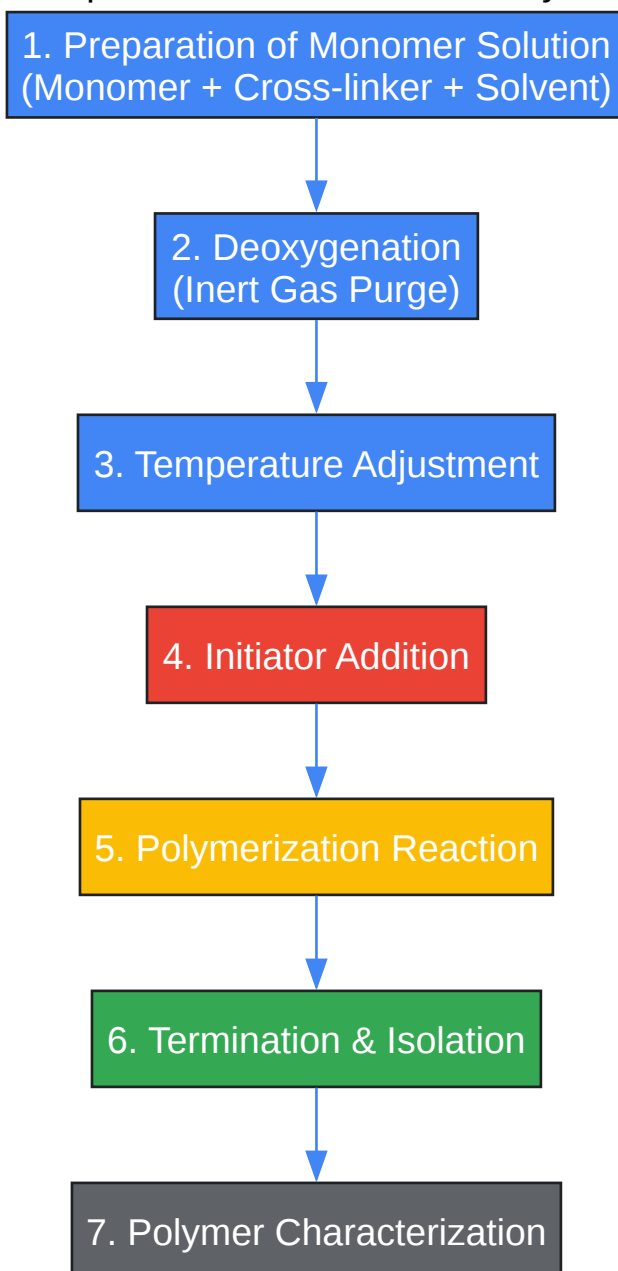 1. Preparation of Monomer Solution
(Monomer + Cross-linker + Solvent)
2. Deoxygenation
(Inert Gas Purge)
3. Temperature Adjustment
4. Initiator Addition
5. Polymerization Reaction
6. Termination & Isolation
7. Polymer Characterization